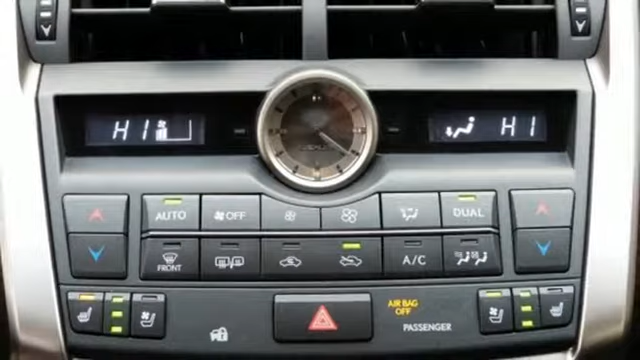 HI
HI
AUTO
OFF
DUAL
FRONT
A/C
AIR BAG
OFF
PASSENGER